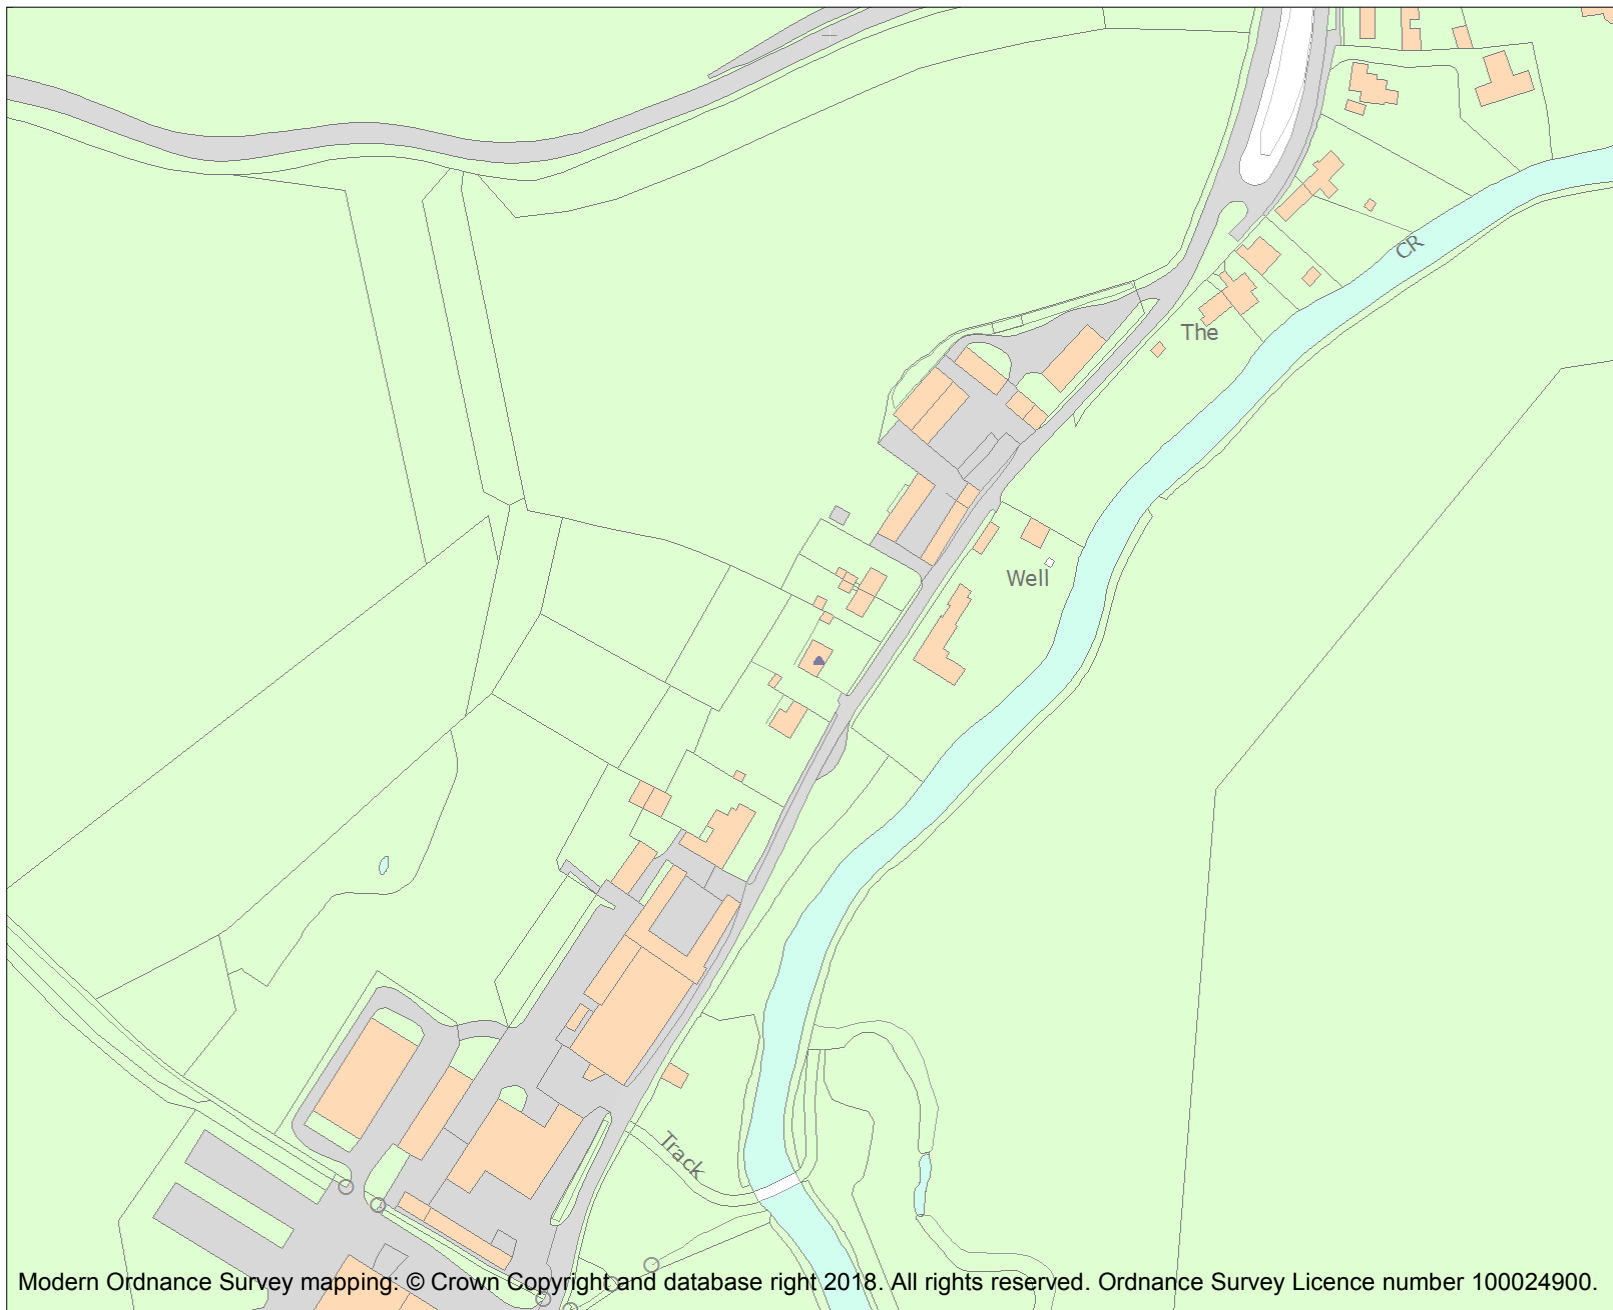 CR
The
Well
Track
Modern Ordnance Survey mapping: © Crown Copyright and database right 2018. All rights reserved. Ordnance Survey Licence number 100024900.